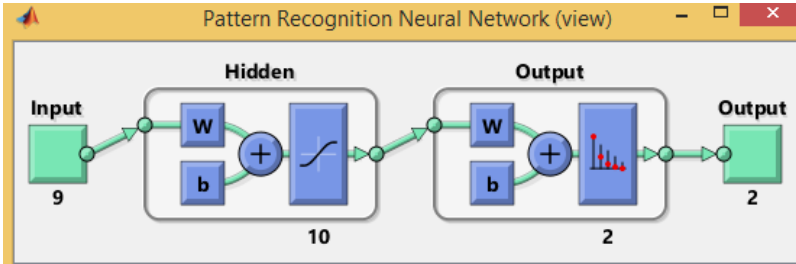 Pattern Recognition Neural Network (view)
Hidden
Output
Input
W
b
+
W
b
+
Output
9
10
2
2